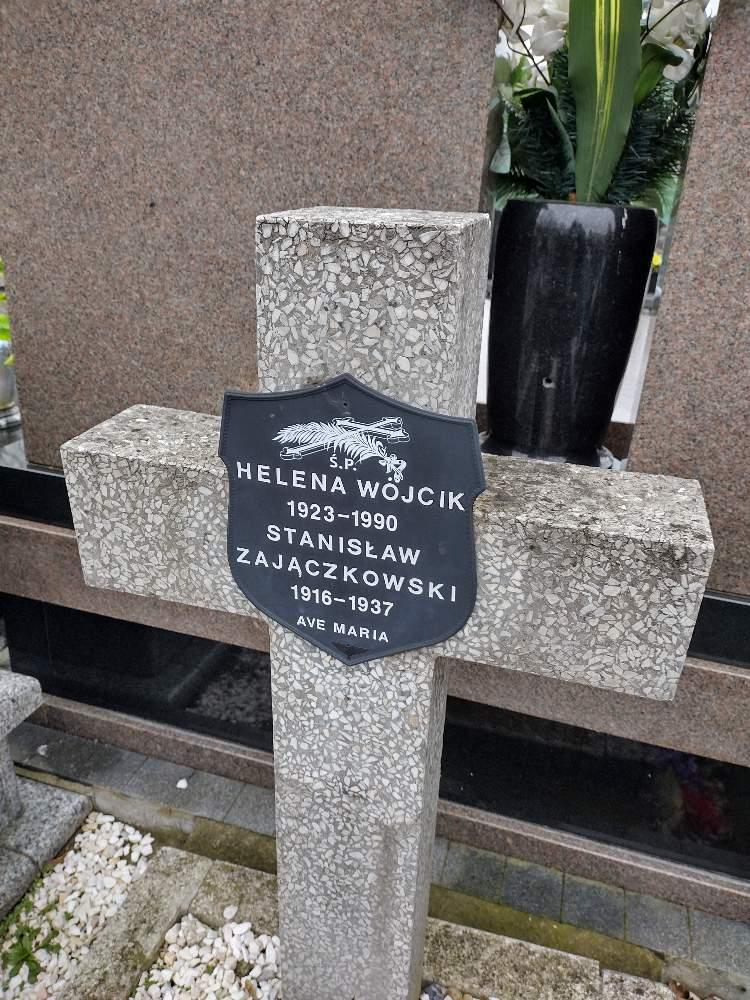 Ś.P.
HELENA WÓJCIK
1923–1990
STANISŁAW
ZAJĄCZKOWSKI
1916–1937
AVE MARIA